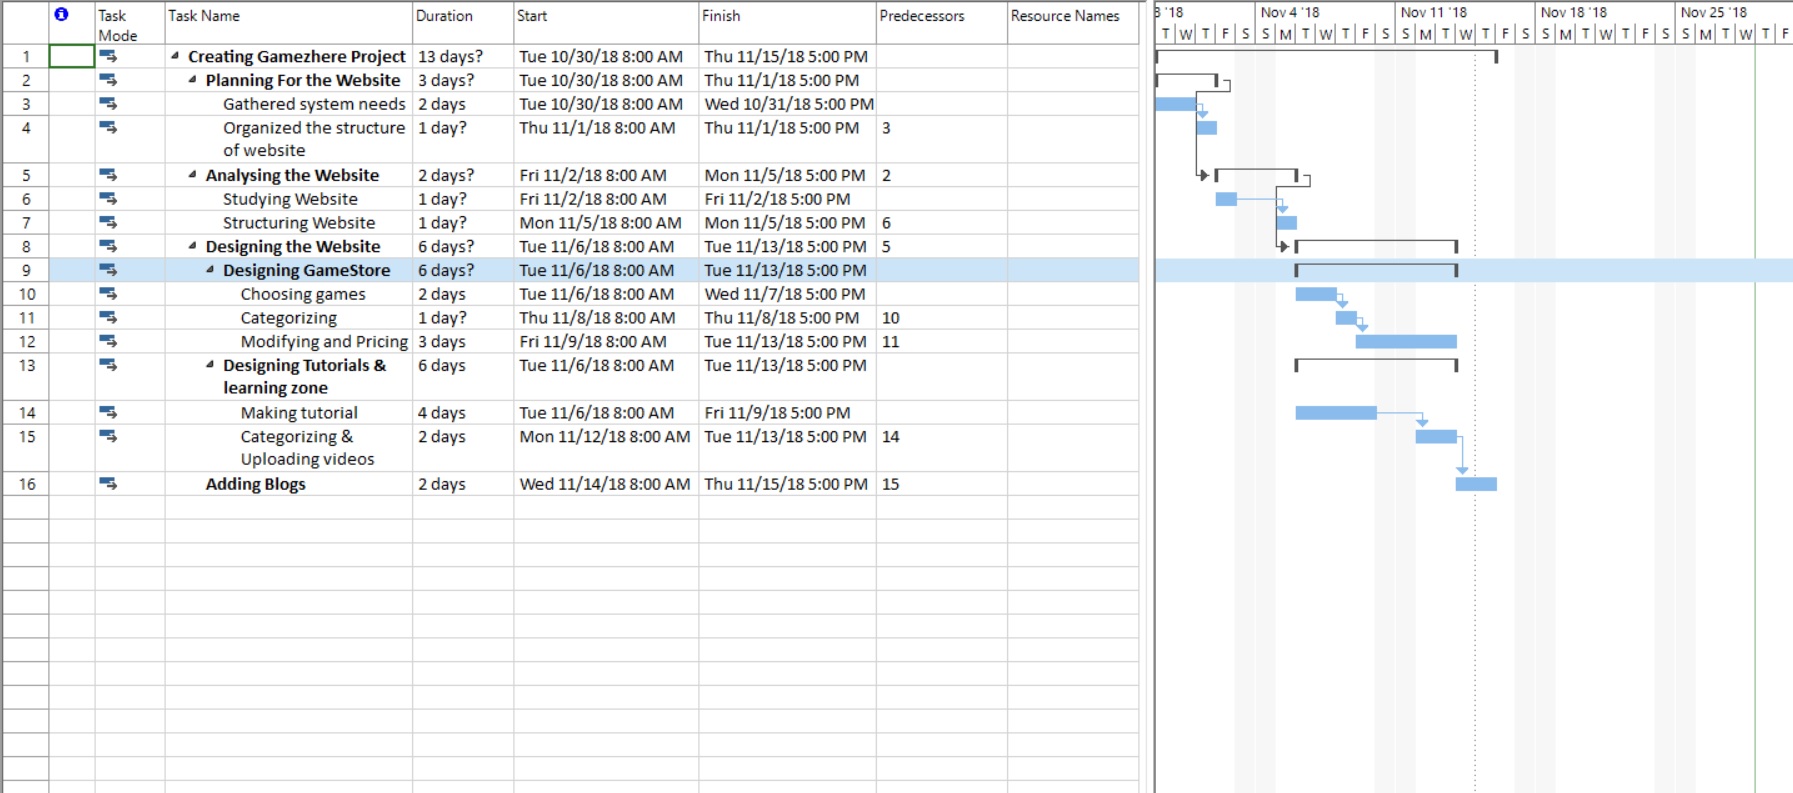 Task Mode	Task Name	Duration	Start	Finish	Predecessors	Resource Names
1	Creating Gamezhere Project	13 days?	Tue 10/30/18 8:00 AM	Thu 11/15/18 5:00 PM
2	Planning For the Website	3 days?	Tue 10/30/18 8:00 AM	Thu 11/1/18 5:00 PM
3	Gathered system needs	2 days	Tue 10/30/18 8:00 AM	Wed 10/31/18 5:00 PM
4	Organized the structure of website	1 day?	Thu 11/1/18 8:00 AM	Thu 11/1/18 5:00 PM	3
5	Analysing the Website	2 days?	Fri 11/2/18 8:00 AM	Mon 11/5/18 5:00 PM	2
6	Studying Website	1 day?	Fri 11/2/18 8:00 AM	Fri 11/2/18 5:00 PM
7	Structuring Website	1 day?	Mon 11/5/18 8:00 AM	Mon 11/5/18 5:00 PM	6
8	Designing the Website	6 days?	Tue 11/6/18 8:00 AM	Tue 11/13/18 5:00 PM	5
9	Designing GameStore	6 days?	Tue 11/6/18 8:00 AM	Tue 11/13/18 5:00 PM
10	Choosing games	2 days	Tue 11/6/18 8:00 AM	Wed 11/7/18 5:00 PM
11	Categorizing	1 day?	Thu 11/8/18 8:00 AM	Thu 11/8/18 5:00 PM	10
12	Modifying and Pricing	3 days	Fri 11/9/18 8:00 AM	Tue 11/13/18 5:00 PM	11
13	Designing Tutorials & learning zone	6 days	Tue 11/6/18 8:00 AM	Tue 11/13/18 5:00 PM
14	Making tutorial	4 days	Tue 11/6/18 8:00 AM	Fri 11/9/18 5:00 PM
15	Categorizing & Uploading videos	2 days	Mon 11/12/18 8:00 AM	Tue 11/13/18 5:00 PM	14
16	Adding Blogs	2 days	Wed 11/14/18 8:00 AM	Thu 11/15/18 5:00 PM	15
'18	Nov 4 '18	Nov 11 '18	Nov 18 '18	Nov 25 '18
T W T F S S M T W T F S S M T W T F S S M T W T F S S M T W T F